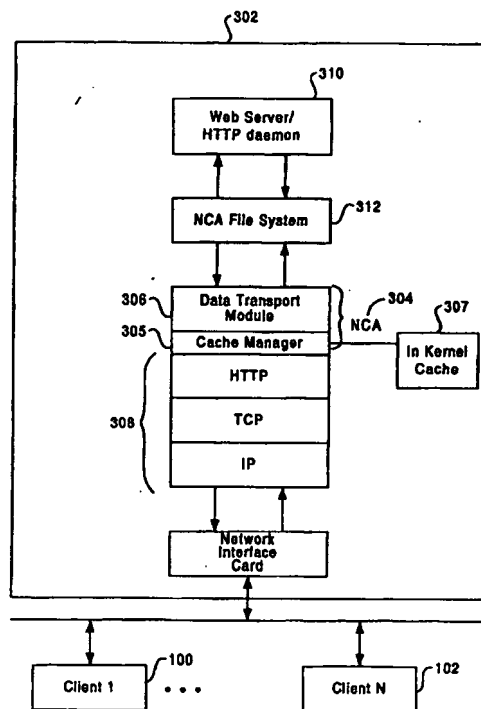 302
310
Web Server/
HTTP daemon
NCA File System
312
306
Data Transport
Module
NCA
304
307
305
Cache Manager
In Kernel
Cache
HTTP
308
TCP
IP
Network
Interface
Card
Client 1
100
• • •
Client N
102